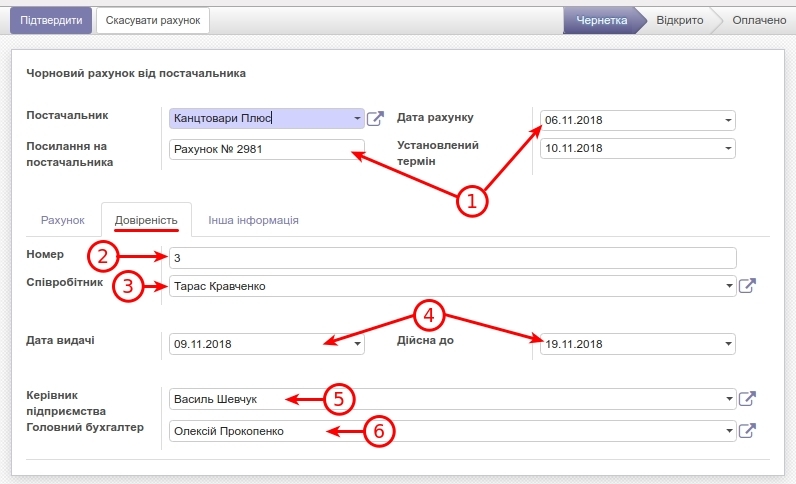 Підтвердити Скасувати рахунок Чернетка Відкрито Оплачено
Чорновий рахунок від постачальника
Постачальник Канцтовари Плюс Дата рахунку 06.11.2018
Посилання на постачальника Рахунок № 2981 Установлений термін 10.11.2018
1
Рахунок Довіреність Інша інформація
Номер 2 3
Співробітник 3 Тарас Кравченко
4
Дата видачі 09.11.2018 Дійсна до 19.11.2018
Керівник підприємства Василь Шевчук 5
Головний бухгалтер Олексій Прокопенко 6